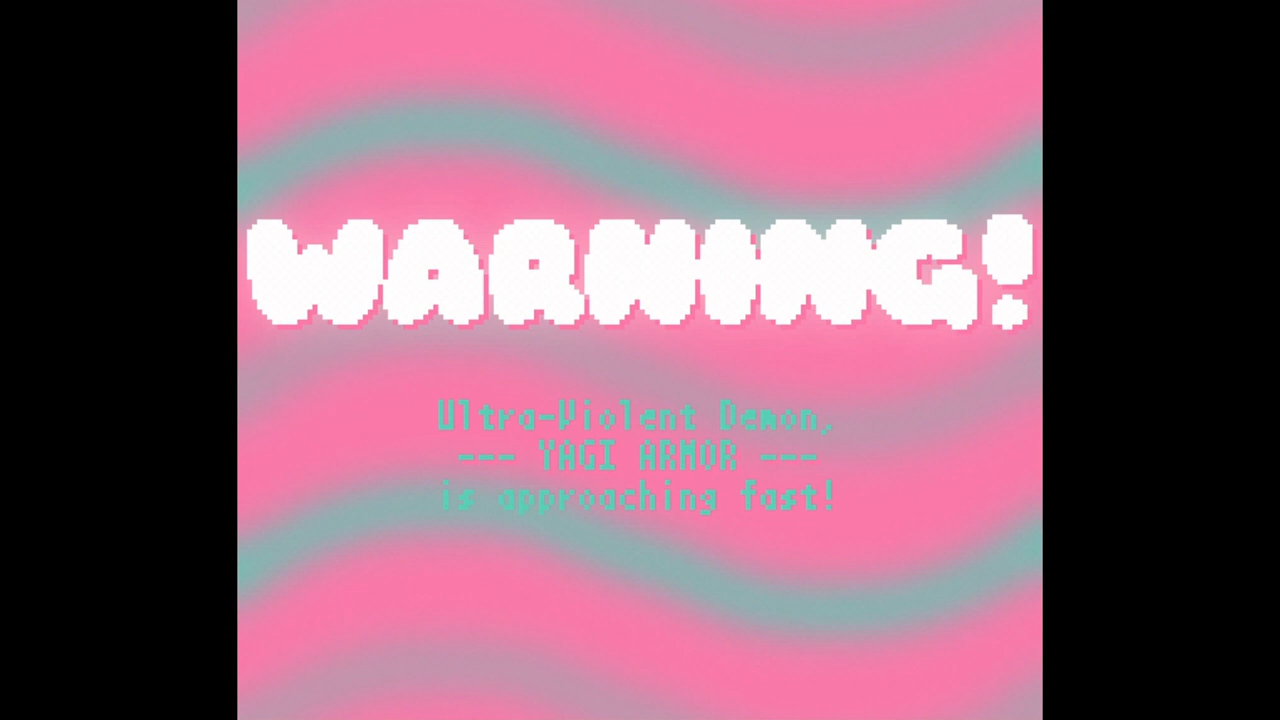 WARNING!
Ultra-Violent Demon,
--- YAGI ARMOR ---
is approaching fast!